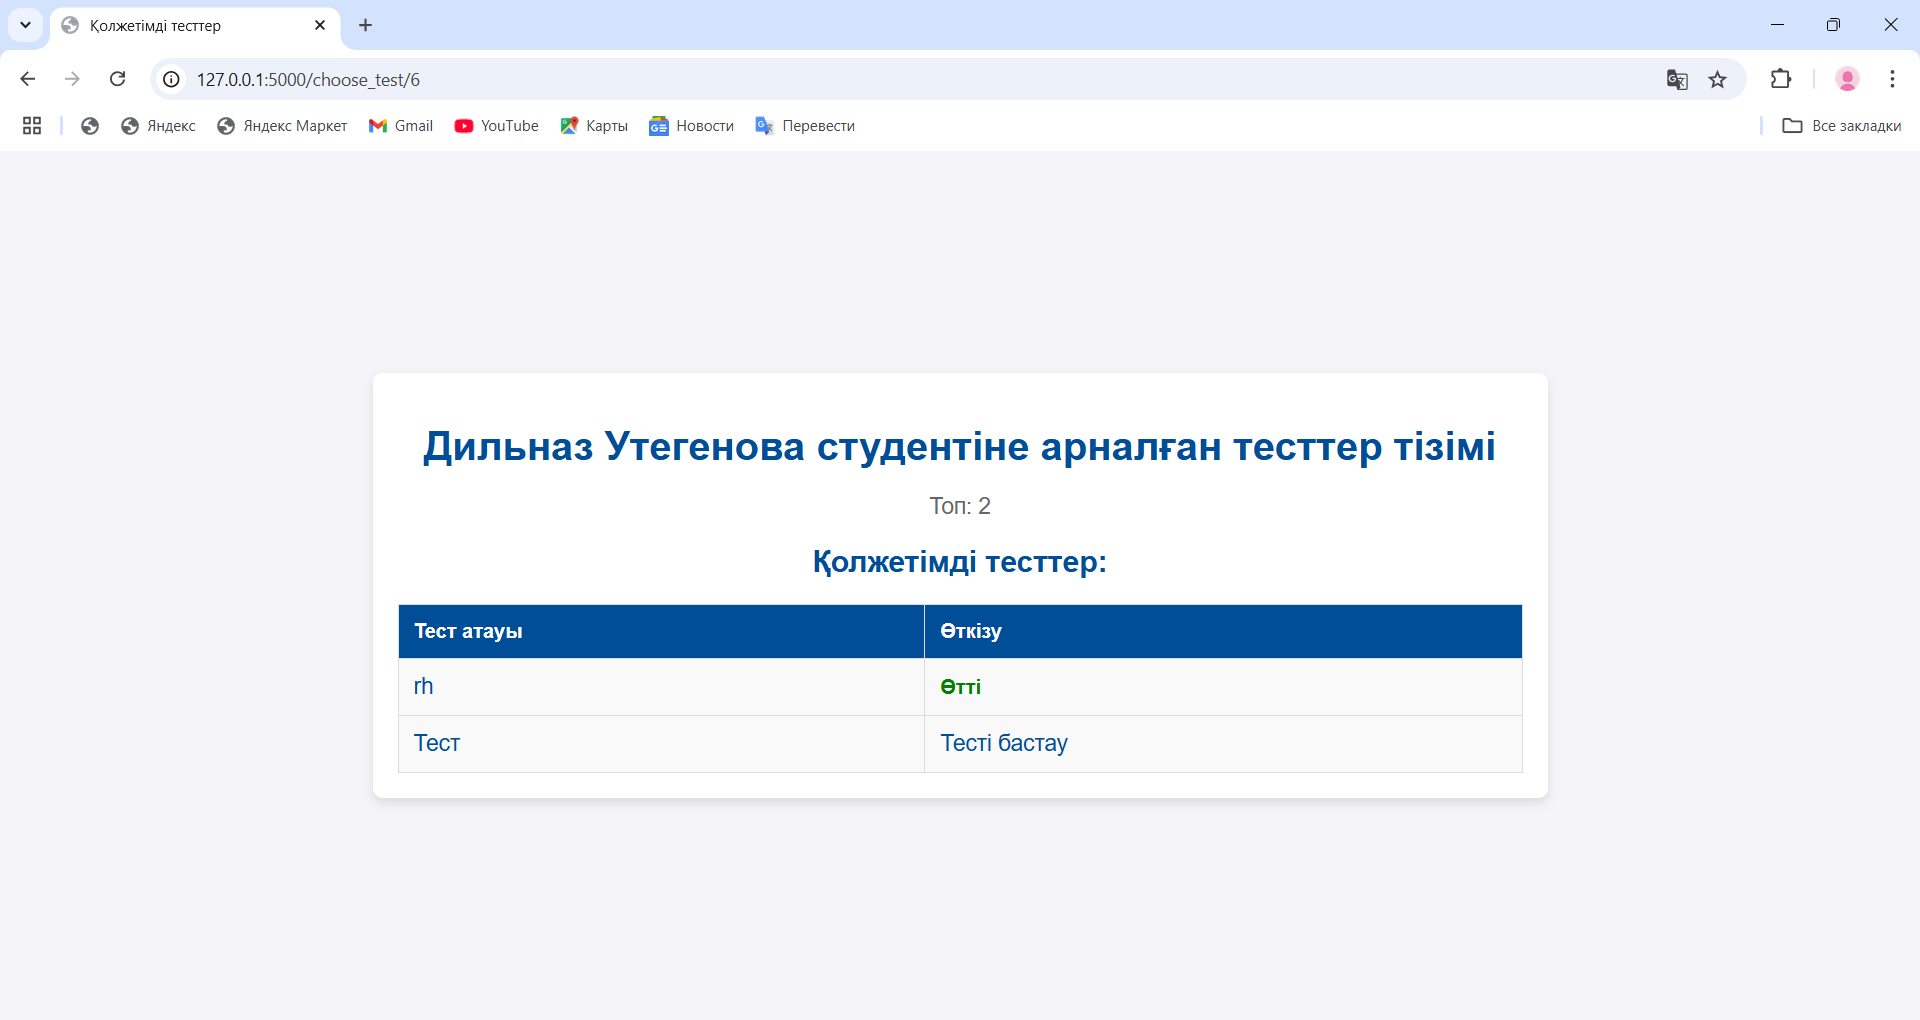 Қолжетімді тесттер
127.0.0.1:5000/choose_test/6
Яндекс
Яндекс Маркет
Gmail
YouTube
Карты
Новости
Перевести
Все закладки
Дильназ Утегенова студентіне арналған тесттер тізімі
Топ: 2
Қолжетімді тесттер:
Тест атауы Өткізу
rh Өтті
Тест Тесті бастау